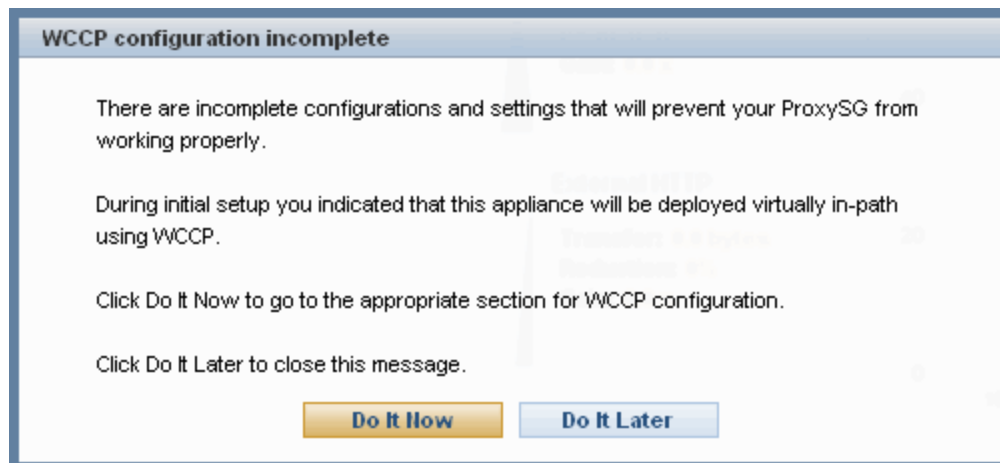 WCCP configuration incomplete
There are incomplete configurations and settings that will prevent your ProxySG from
working properly.
During initial setup you indicated that this appliance will be deployed virtually in-path
using WCCP.
Click Do It Now to go to the appropriate section for WCCP configuration.
Click Do It Later to close this message.
Do It Now
Do It Later